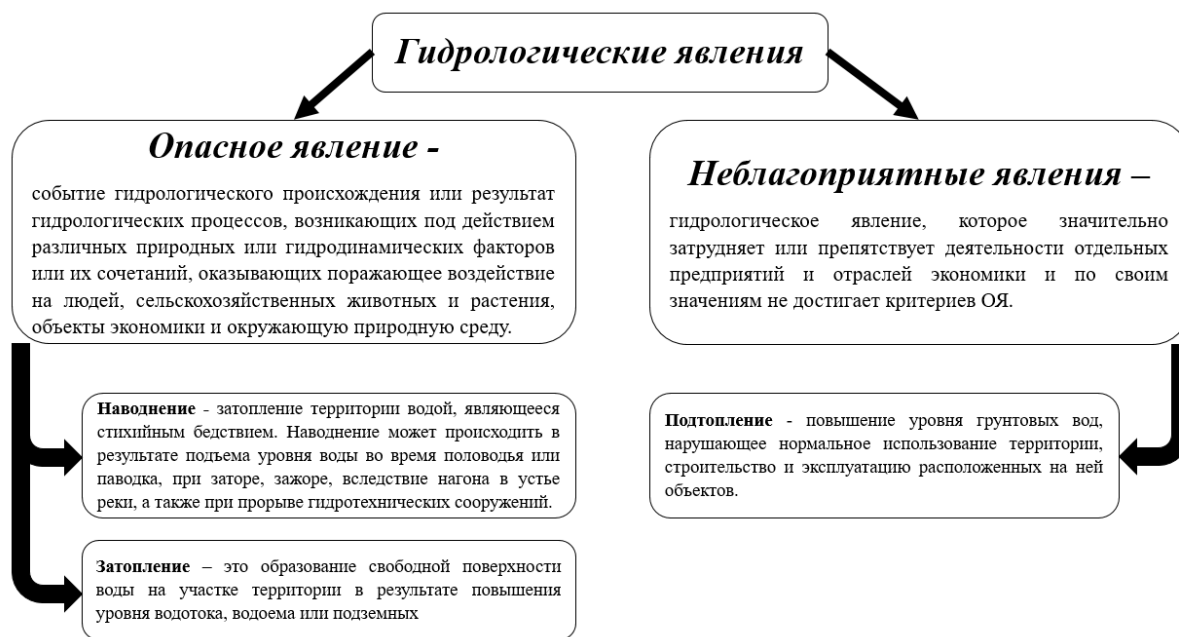 Гидрологические явления
Опасное явление -
событие гидрологического происхождения или результат
гидрологических процессов, возникающих под действием
различных природных или гидродинамических факторов
или их сочетаний, оказывающих поражающее воздействие
на людей, сельскохозяйственных животных и растения,
объекты экономики и окружающую природную среду.
Неблагоприятные явления –
гидрологическое явление, которое значительно
затрудняет или препятствует деятельности отдельных
предприятий и отраслей экономики и по своим
значениям не достигает критериев ОЯ.
Наводнение - затопление территории водой, являющееся
стихийным бедствием. Наводнение может происходить в
результате подъема уровня воды во время половодья или
паводка, при заторе, зажоре, вследствие нагона в устье
реки, а также при прорыве гидротехнических сооружений.
Подтопление - повышение уровня грунтовых вод,
нарушающее нормальное использование территории,
строительство и эксплуатацию расположенных на ней
объектов.
Затопление – это образование свободной поверхности
воды на участке территории в результате повышения
уровня водотока, водоема или подземных